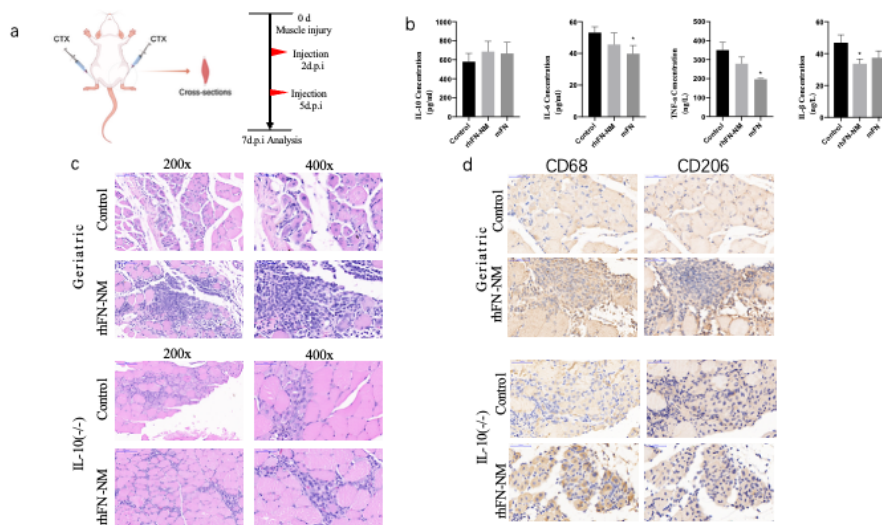 a
CTX
CTX
Cross-sections
0 d
Muscle injury
Injection
2d.p.i
Injection
5d.p.i
7d.p.i Analysis
b
IL-10 Concentration
(pg/ml)
1000
800
600
400
200
0
Control
rhFN-NM
mFN
IL-6 Concentration
(pg/ml)
60
40
20
0
*
Control
rhFN-NM
mFN
TNF-α Concentration
(ng/L)
500
400
300
200
100
0
*
Control
rhFN-NM
mFN
IL-β Concentration
(ng/L)
60
40
20
0
*
Control
rhFN-NM
mFN
c
200x
400x
Geriatric
Control
rhFN-NM
200x
400x
IL-10(-/-)
Control
rhFN-NM
d
CD68
CD206
Geriatric
Control
rhFN-NM
IL-10(-/-)
Control
rhFN-NM